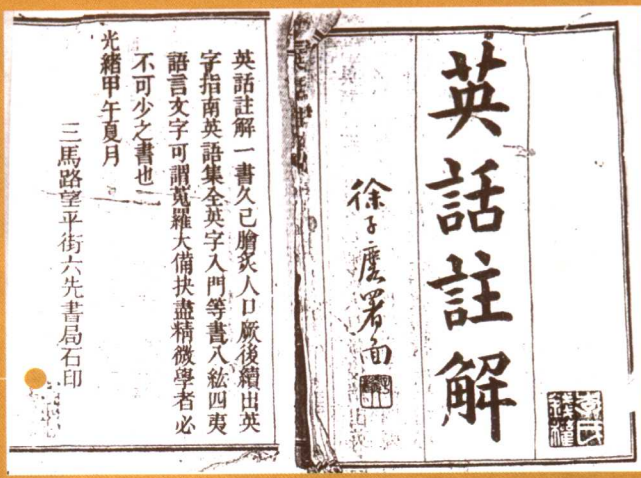 英話註解
徐子麐署面
英話註解一書久已膾炙人口厥後續出英
字指南英語集全英字入門等書八紘四夷
語言文字可謂蒐羅大備抉盡精微學者必
不可少之書也
光緒甲午夏月
三馬路望平街六先書局石印